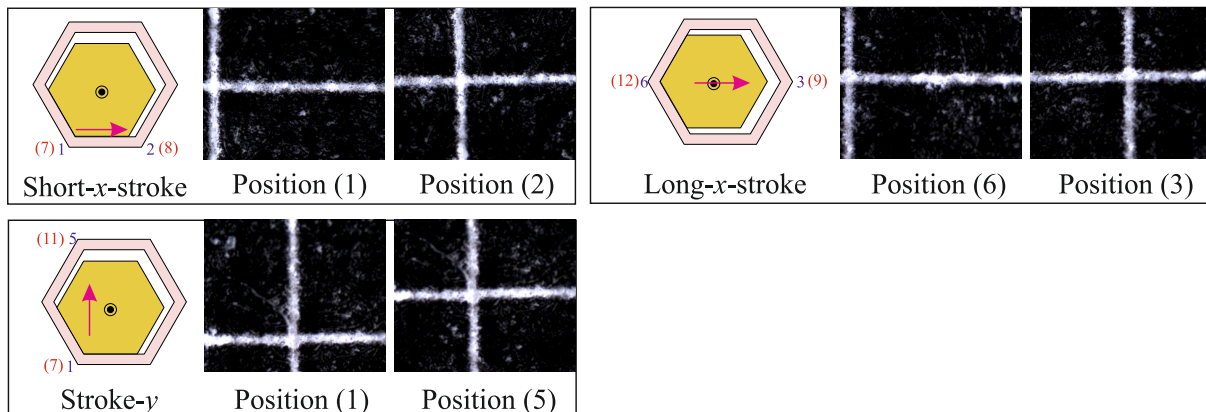 (7) 1 2 (8)
Short-x-stroke Position (1) Position (2)
(12) 6 3 (9)
Long-x-stroke Position (6) Position (3)
(11) 5
(7) 1
Stroke-y Position (1) Position (5)